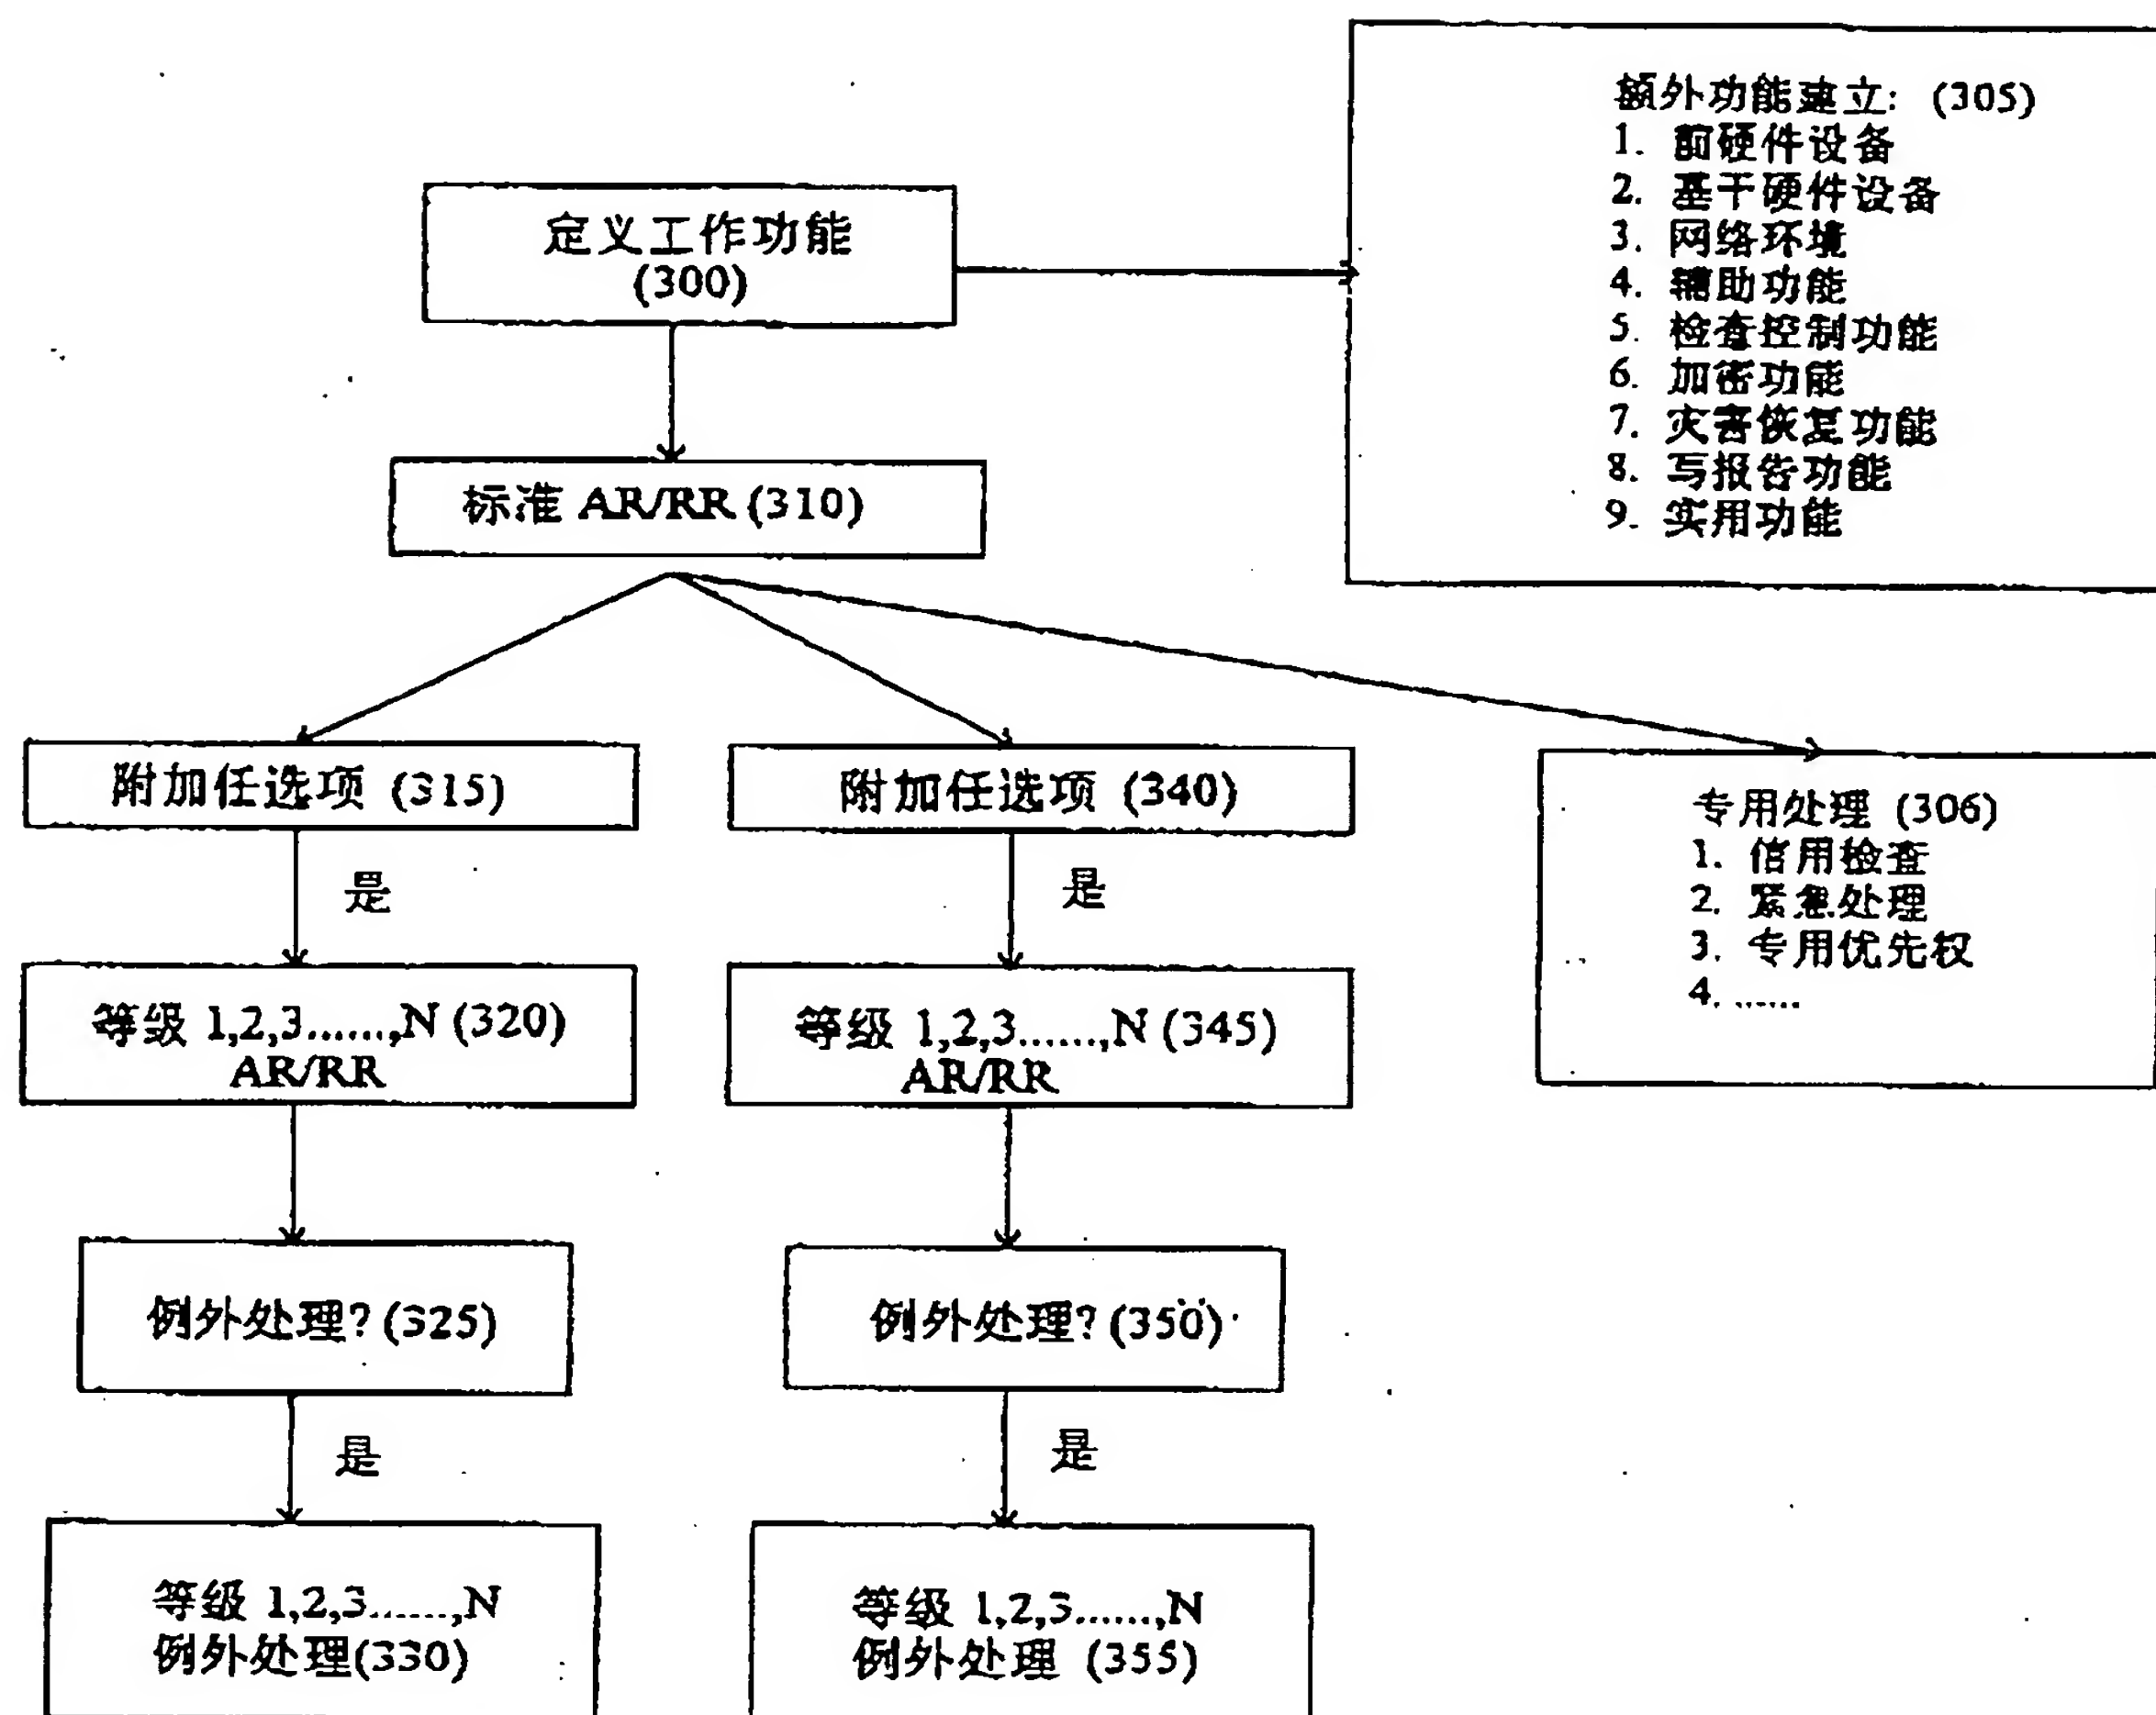 额外功能建立: (305)
1. 前硬件设备
2. 基干硬件设备
3. 网络环境
4. 辅助功能
5. 检查控制功能
6. 加密功能
7. 灾害恢复功能
8. 写报告功能
9. 实用功能
定义工作功能
(300)
标准 AR/RR (310)
附加任选项 (315)
附加任选项 (340)
专用处理 (306)
1. 信用检查
2. 紧急处理
3. 专用优先权
4. ......
是
是
等级 1,2,3......,N (320)
AR/RR
等级 1,2,3......,N (345)
AR/RR
例外处理? (325)
例外处理? (350)
是
是
等级 1,2,3......,N
例外处理(330)
等级 1,2,3......,N
例外处理 (355)